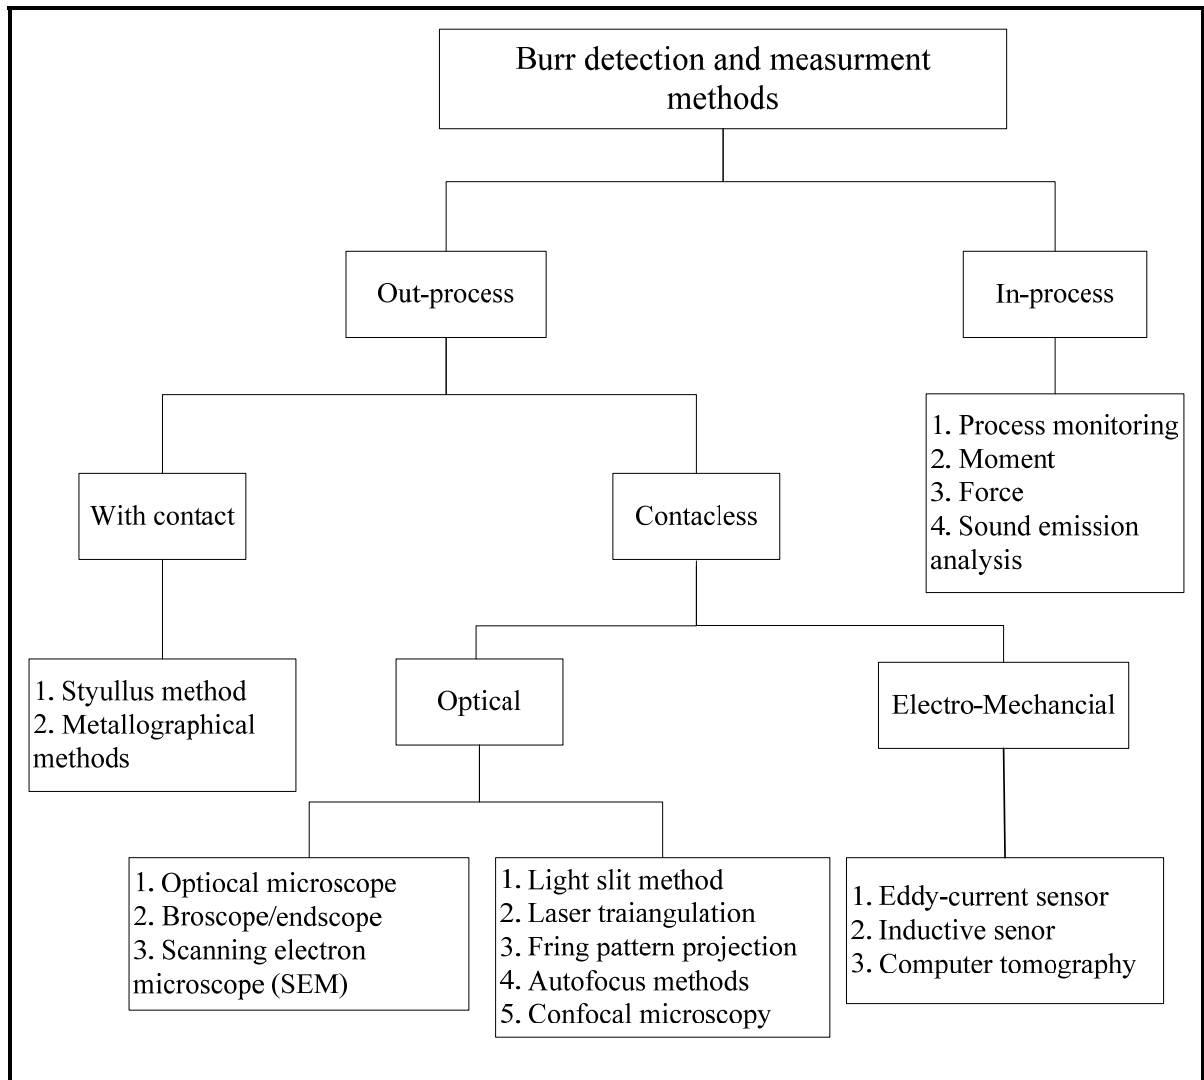 Burr detection and measurment
methods
Out-process
In-process
1. Process monitoring
2. Moment
3. Force
4. Sound emission
analysis
With contact
Contacless
1. Styullus method
2. Metallographical
methods
Optical
Electro-Mechancial
1. Optiocal microscope
2. Broscope/endscope
3. Scanning electron
microscope (SEM)
1. Light slit method
2. Laser traiangulation
3. Fring pattern projection
4. Autofocus methods
5. Confocal microscopy
1. Eddy-current sensor
2. Inductive senor
3. Computer tomography